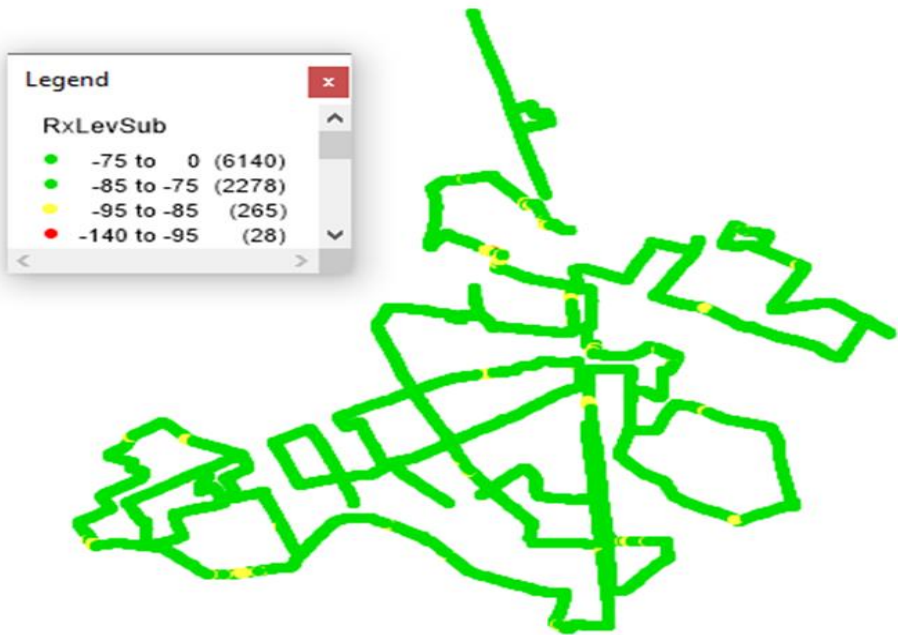 Legend
x
RxLevSub
-75 to 0 (6140)
-85 to -75 (2278)
-95 to -85 (265)
-140 to -95 (28)